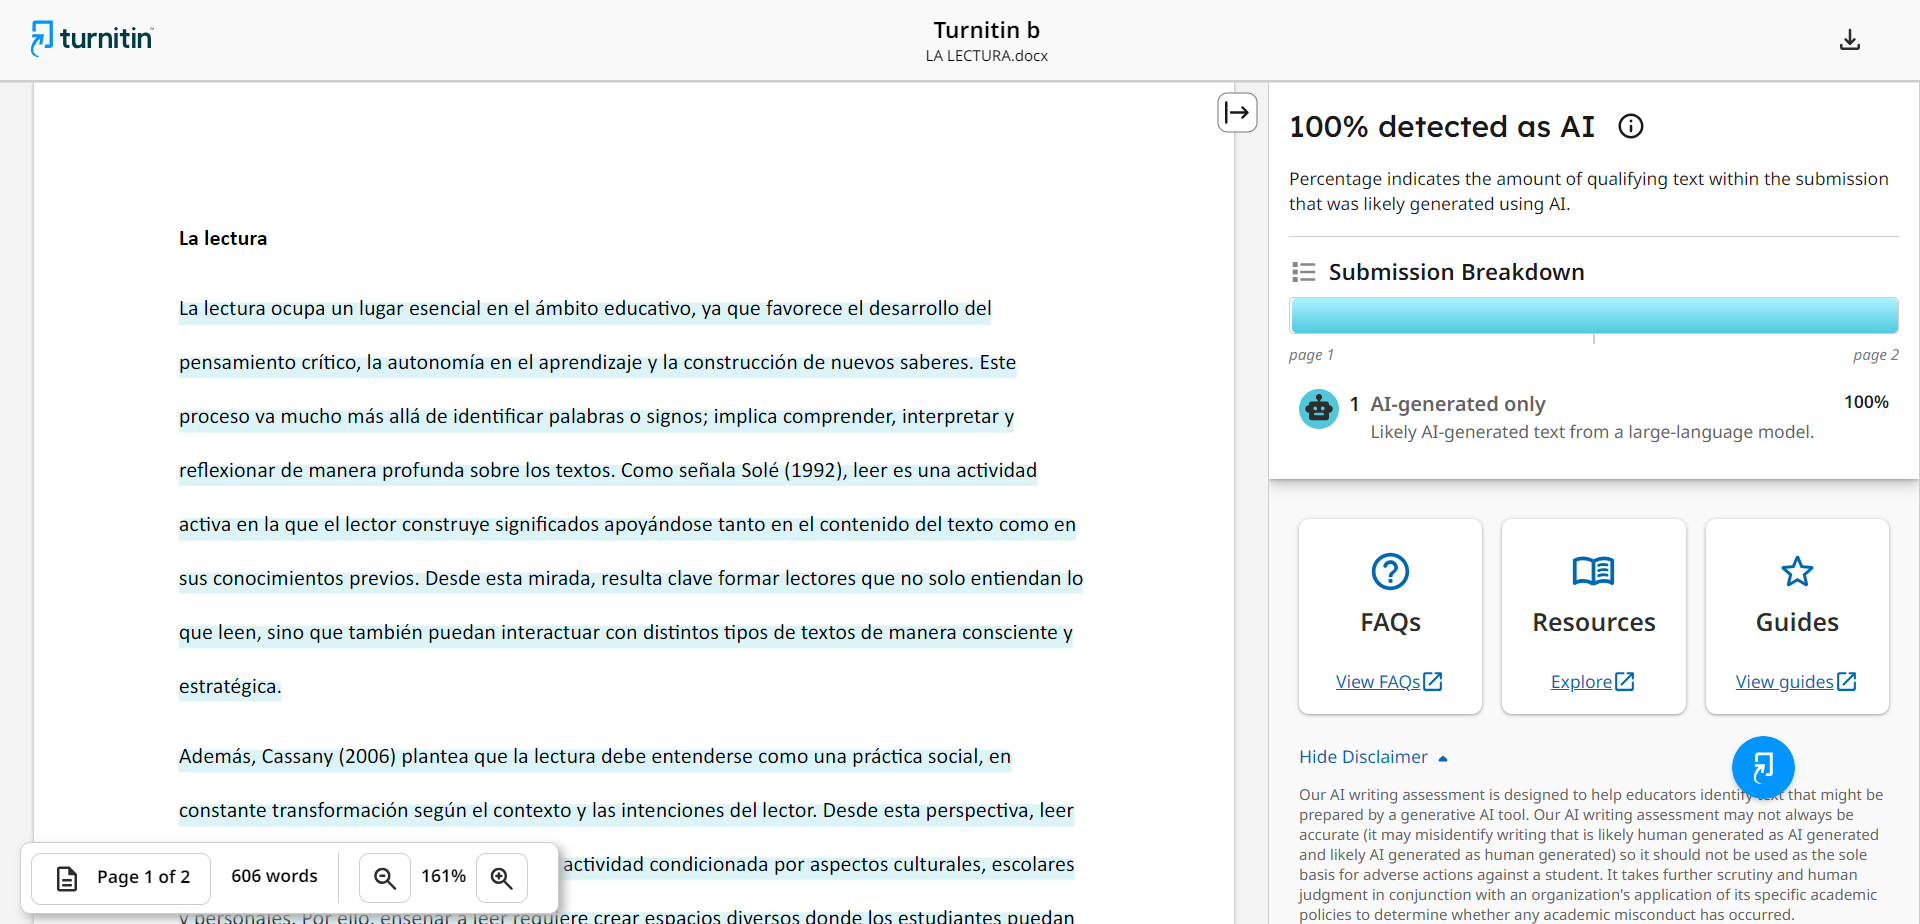 turnitin
Turnitin b
LA LECTURA.docx
La lectura
La lectura ocupa un lugar esencial en el ámbito educativo, ya que favorece el desarrollo del
pensamiento crítico, la autonomía en el aprendizaje y la construcción de nuevos saberes. Este
proceso va mucho más allá de identificar palabras o signos; implica comprender, interpretar y
reflexionar de manera profunda sobre los textos. Como señala Solé (1992), leer es una actividad
activa en la que el lector construye significados apoyándose tanto en el contenido del texto como en
sus conocimientos previos. Desde esta mirada, resulta clave formar lectores que no solo entiendan lo
que leen, sino que también puedan interactuar con distintos tipos de textos de manera consciente y
estratégica.
Además, Cassany (2006) plantea que la lectura debe entenderse como una práctica social, en
constante transformación según el contexto y las intenciones del lector. Desde esta perspectiva, leer
actividad condicionada por aspectos culturales, escolares
y personales. Por ello, enseñar a leer requiere crear espacios diversos donde los estudiantes puedan
Page 1 of 2
606 words
161%
100% detected as AI
Percentage indicates the amount of qualifying text within the submission
that was likely generated using AI.
Submission Breakdown
page 1
page 2
1 AI-generated only 100%
Likely AI-generated text from a large-language model.
FAQs
View FAQs
Resources
Explore
Guides
View guides
Hide Disclaimer
Our AI writing assessment is designed to help educators identify text that might be
prepared by a generative AI tool. Our AI writing assessment may not always be
accurate (it may misidentify writing that is likely human generated as AI generated
and likely AI generated as human generated) so it should not be used as the sole
basis for adverse actions against a student. It takes further scrutiny and human
judgment in conjunction with an organization's application of its specific academic
policies to determine whether any academic misconduct has occurred.